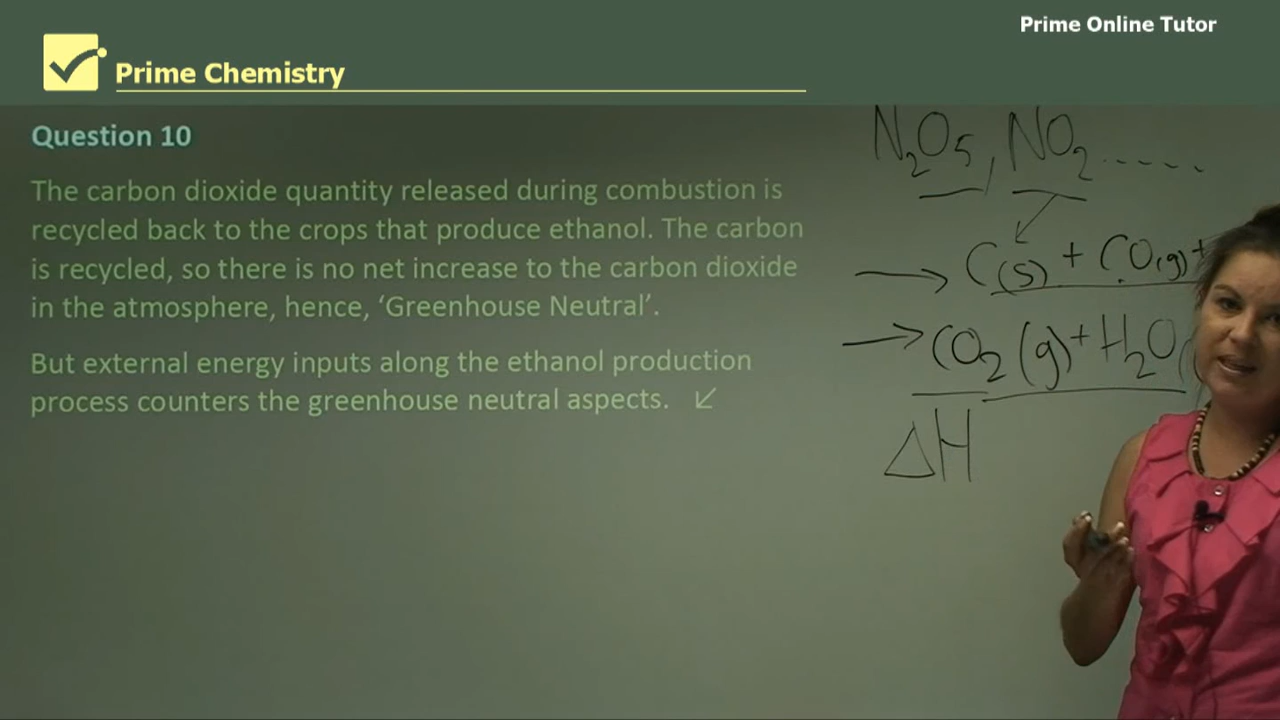 Prime Online Tutor
Prime Chemistry
Question 10
The carbon dioxide quantity released during combustion is
recycled back to the crops that produce ethanol. The carbon
is recycled, so there is no net increase to the carbon dioxide
in the atmosphere, hence, ‘Greenhouse Neutral’.
But external energy inputs along the ethanol production
process counters the greenhouse neutral aspects. ↙
N₂O₅, NO₂ ......
→ C(s) + CO(g) +
→ CO₂(g) + H₂O(
ΔH